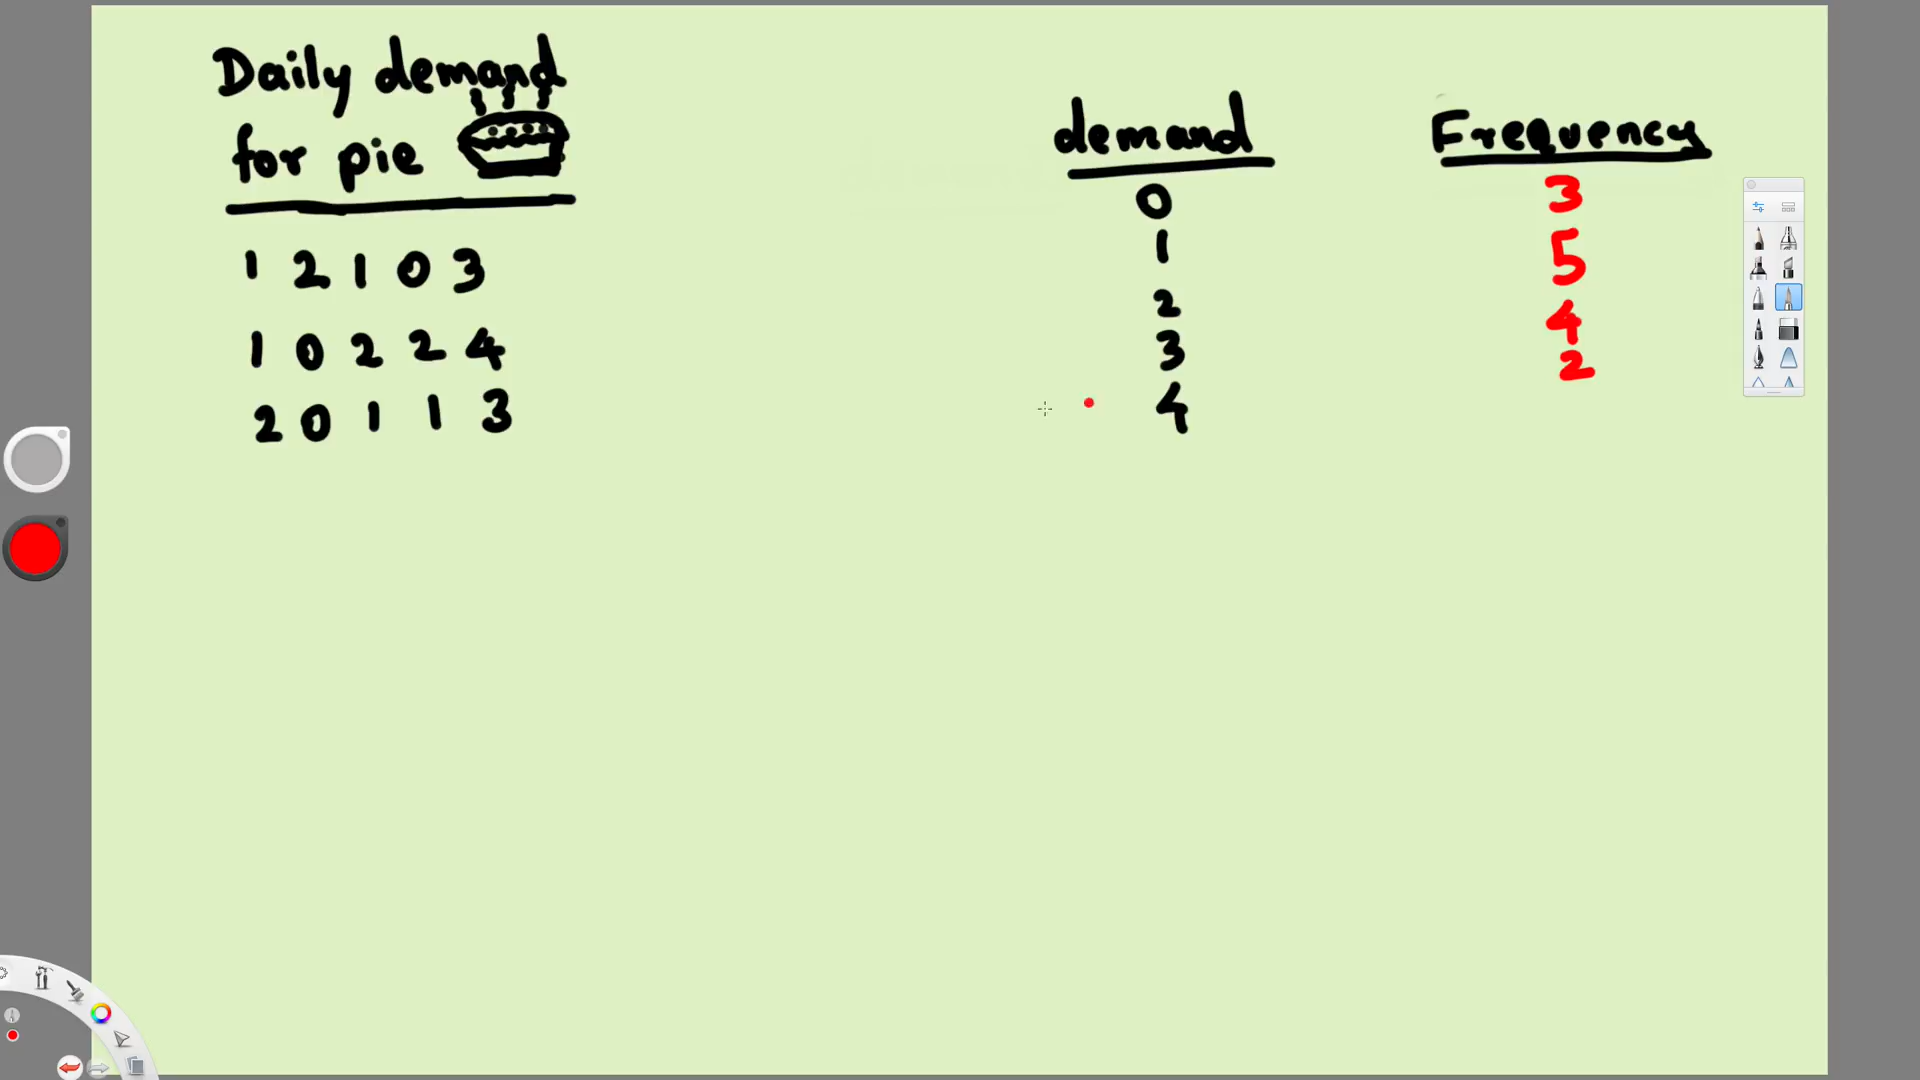 Daily demand
for pie
1 2 1 0 3
1 0 2 2 4
2 0 1 1 3
demand Frequency
0 3
1 5
2 4
3 2
4